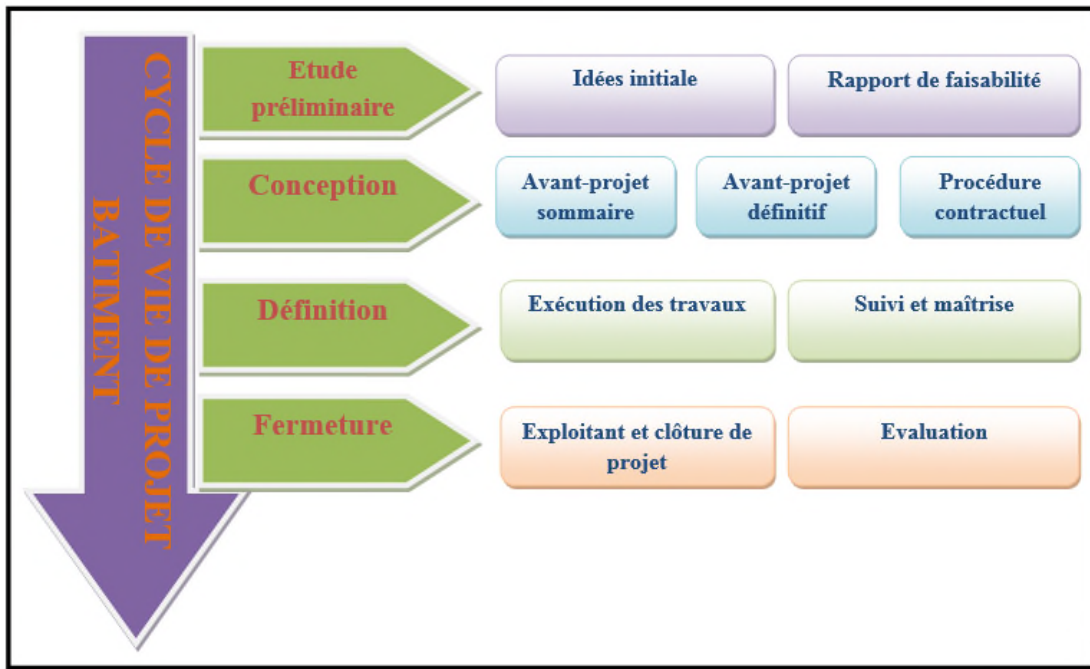 CYCLE DE VIE DE PROJET
BATIMENT
Etude
préliminaire
Idées initiale
Rapport de faisabilité
Conception
Avant-projet
sommaire
Avant-projet
définitif
Procédure
contractuel
Définition
Exécution des travaux
Suivi et maîtrise
Fermeture
Exploitant et clôture de
projet
Evaluation